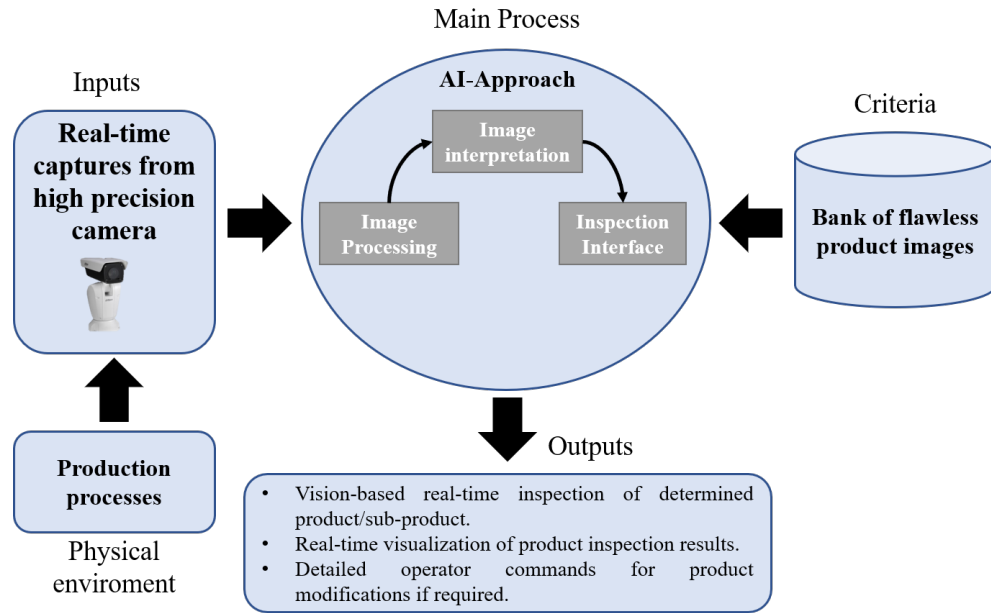 Main Process
Inputs
Real-time
captures from
high precision
camera
AI-Approach
Image
interpretation
Image
Processing
Inspection
Interface
Criteria
Bank of flawless
product images
Production
processes
Physical
enviroment
Outputs
• Vision-based real-time inspection of determined
product/sub-product.
• Real-time visualization of product inspection results.
• Detailed operator commands for product
modifications if required.